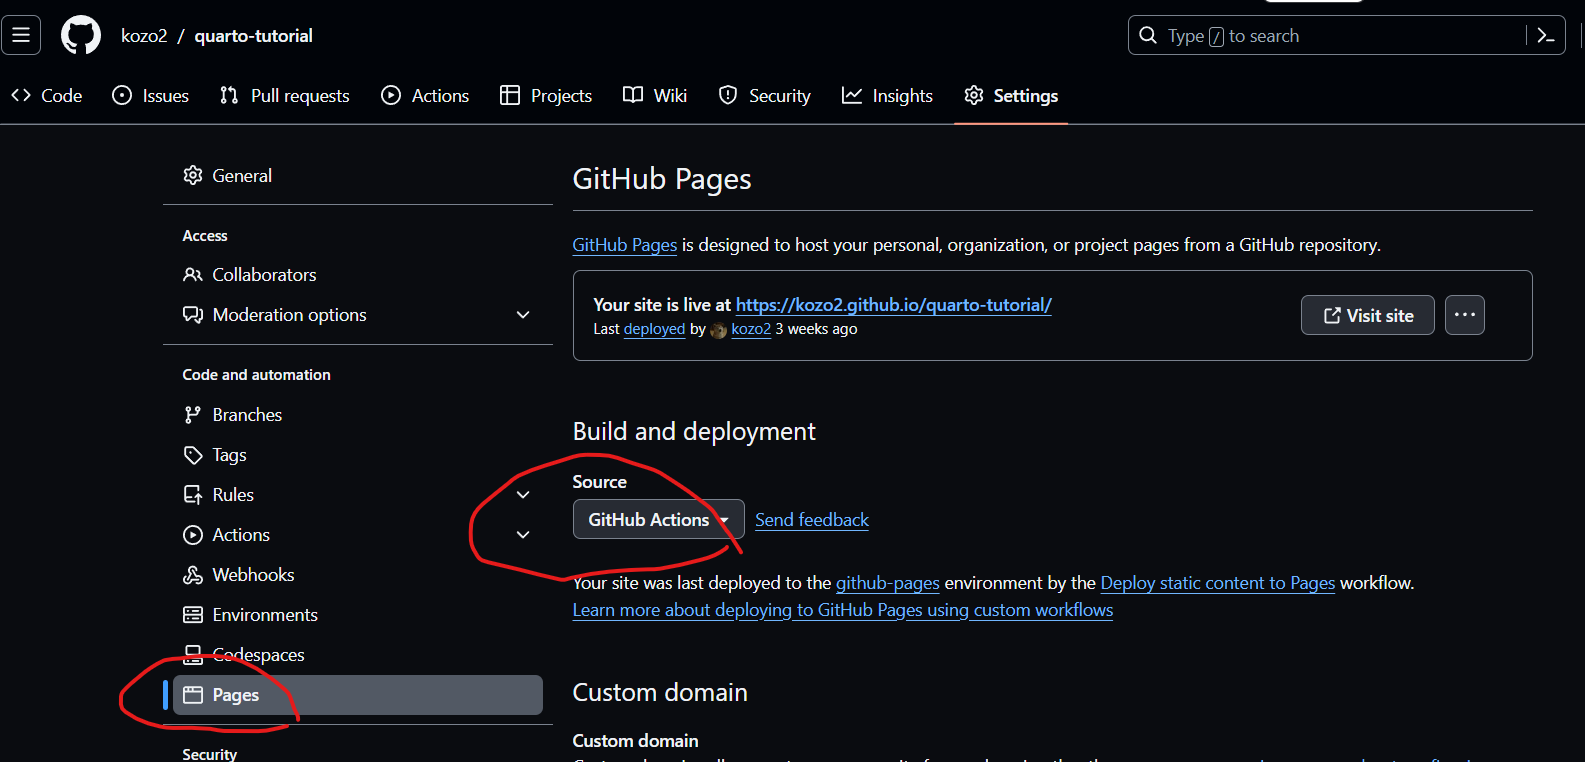 kozo2 / quarto-tutorial
Type / to search
Code Issues Pull requests Actions Projects Wiki Security Insights Settings
General
Access
Collaborators
Moderation options
Code and automation
Branches
Tags
Rules
Actions
Webhooks
Environments
Codespaces
Pages
Security
GitHub Pages
GitHub Pages is designed to host your personal, organization, or project pages from a GitHub repository.
Your site is live at https://kozo2.github.io/quarto-tutorial/
Last deployed by kozo2 3 weeks ago
Visit site
Build and deployment
Source
GitHub Actions Send feedback
Your site was last deployed to the github-pages environment by the Deploy static content to Pages workflow.
Learn more about deploying to GitHub Pages using custom workflows
Custom domain
Custom domain